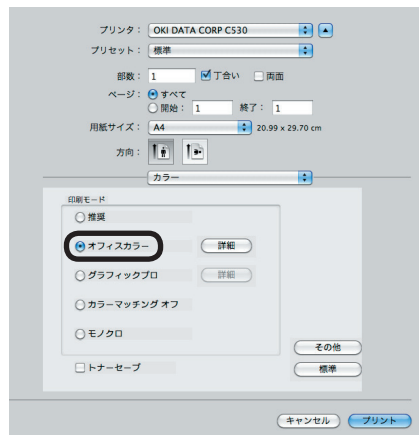 プリンタ： OKI DATA CORP C530
プリセット： 標準
部数： 1 丁合い 両面
ページ： すべて
開始： 1 終了： 1
用紙サイズ： A4 20.99 x 29.70 cm
方向：
カラー
印刷モード
推奨
オフィスカラー 詳細
グラフィックプロ 詳細
カラーマッチング オフ
モノクロ
その他
トナーセーブ 標準
キャンセル プリント